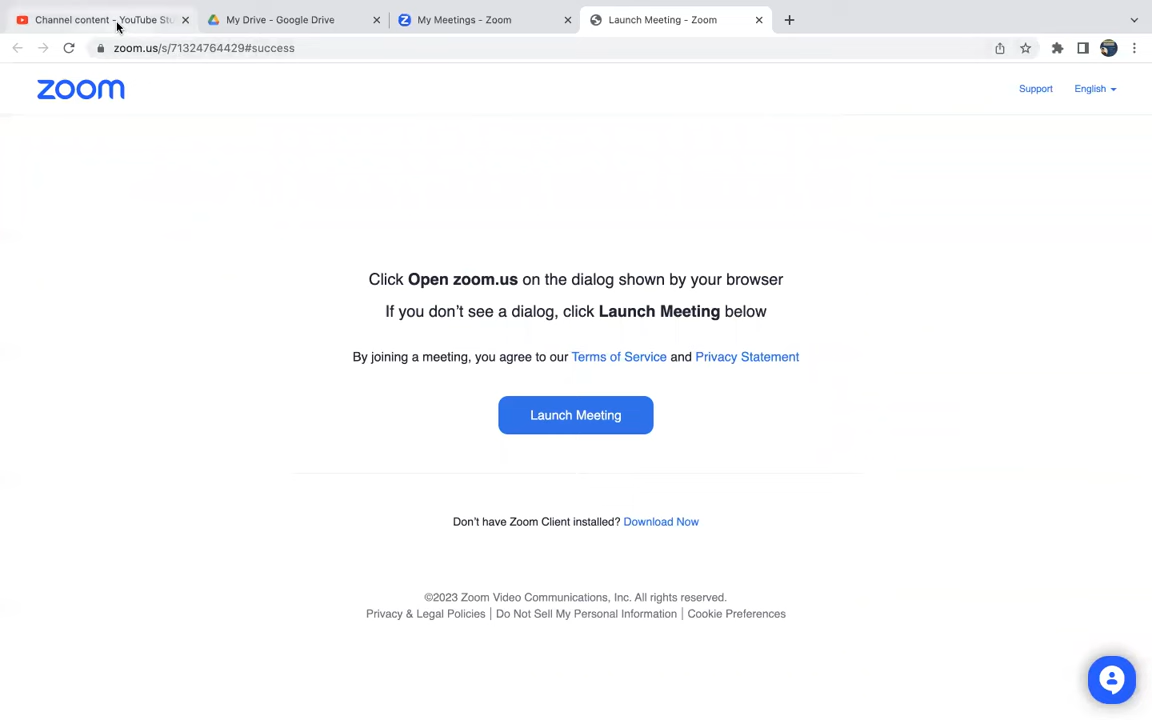 Channel content - YouTube Stu
My Drive - Google Drive
My Meetings - Zoom
Launch Meeting - Zoom
zoom.us/s/71324764429#success
zoom
Support
English
Click Open zoom.us on the dialog shown by your browser
If you don’t see a dialog, click Launch Meeting below
By joining a meeting, you agree to our Terms of Service and Privacy Statement
Launch Meeting
Don’t have Zoom Client installed? Download Now
©2023 Zoom Video Communications, Inc. All rights reserved.
Privacy & Legal Policies | Do Not Sell My Personal Information | Cookie Preferences